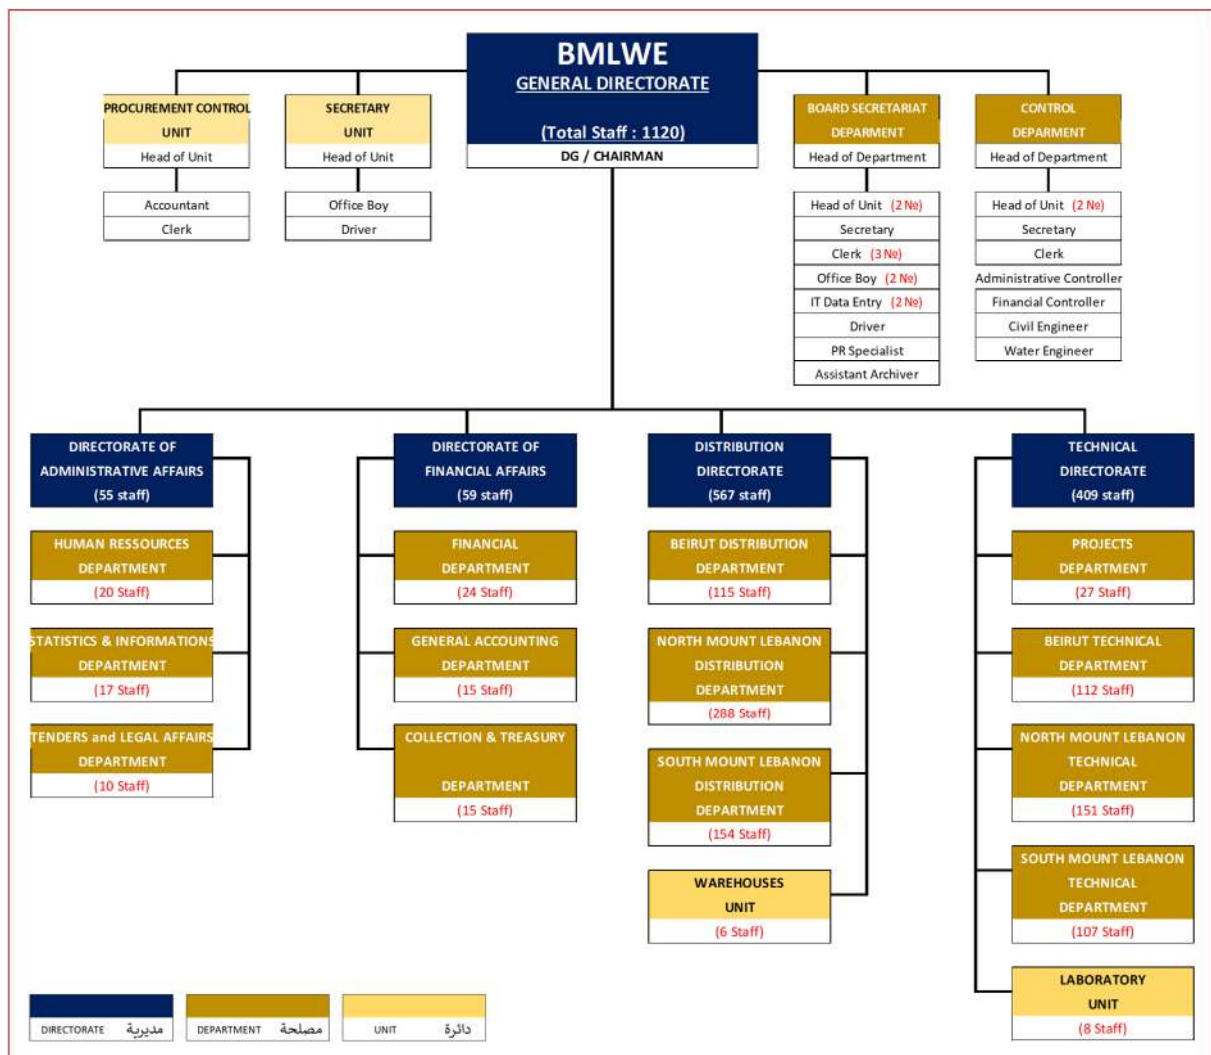 BMLWE
GENERAL DIRECTORATE
(Total Staff : 1120)
DG / CHAIRMAN
PROCUREMENT CONTROL
UNIT
Head of Unit
Accountant
Clerk
SECRETARY
UNIT
Head of Unit
Office Boy
Driver
BOARD SECRETARIAT
DEPARMENT
Head of Department
Head of Unit (2 №)
Secretary
Clerk (3 №)
Office Boy (2 №)
IT Data Entry (2 №)
Driver
PR Specialist
Assistant Archiver
CONTROL
DEPARMENT
Head of Department
Head of Unit (2 №)
Secretary
Clerk
Administrative Controller
Financial Controller
Civil Engineer
Water Engineer
DIRECTORATE OF
ADMINISTRATIVE AFFAIRS
(55 staff)
HUMAN RESSOURCES
DEPARTMENT
(20 Staff)
STATISTICS & INFORMATIONS
DEPARTMENT
(17 Staff)
TENDERS and LEGAL AFFAIRS
DEPARTMENT
(10 Staff)
DIRECTORATE OF
FINANCIAL AFFAIRS
(59 staff)
FINANCIAL
DEPARTMENT
(24 Staff)
GENERAL ACCOUNTING
DEPARTMENT
(15 Staff)
COLLECTION & TREASURY
DEPARTMENT
(15 Staff)
DISTRIBUTION
DIRECTORATE
(567 staff)
BEIRUT DISTRIBUTION
DEPARTMENT
(115 Staff)
NORTH MOUNT LEBANON
DISTRIBUTION
DEPARTMENT
(288 Staff)
SOUTH MOUNT LEBANON
DISTRIBUTION
DEPARTMENT
(154 Staff)
WAREHOUSES
UNIT
(6 Staff)
TECHNICAL
DIRECTORATE
(409 staff)
PROJECTS
DEPARTMENT
(27 Staff)
BEIRUT TECHNICAL
DEPARTMENT
(112 Staff)
NORTH MOUNT LEBANON
TECHNICAL
DEPARTMENT
(151 Staff)
SOUTH MOUNT LEBANON
TECHNICAL
DEPARTMENT
(107 Staff)
LABORATORY
UNIT
(8 Staff)
DIRECTORATE مديرية
DEPARTMENT مصلحة
UNIT دائرة